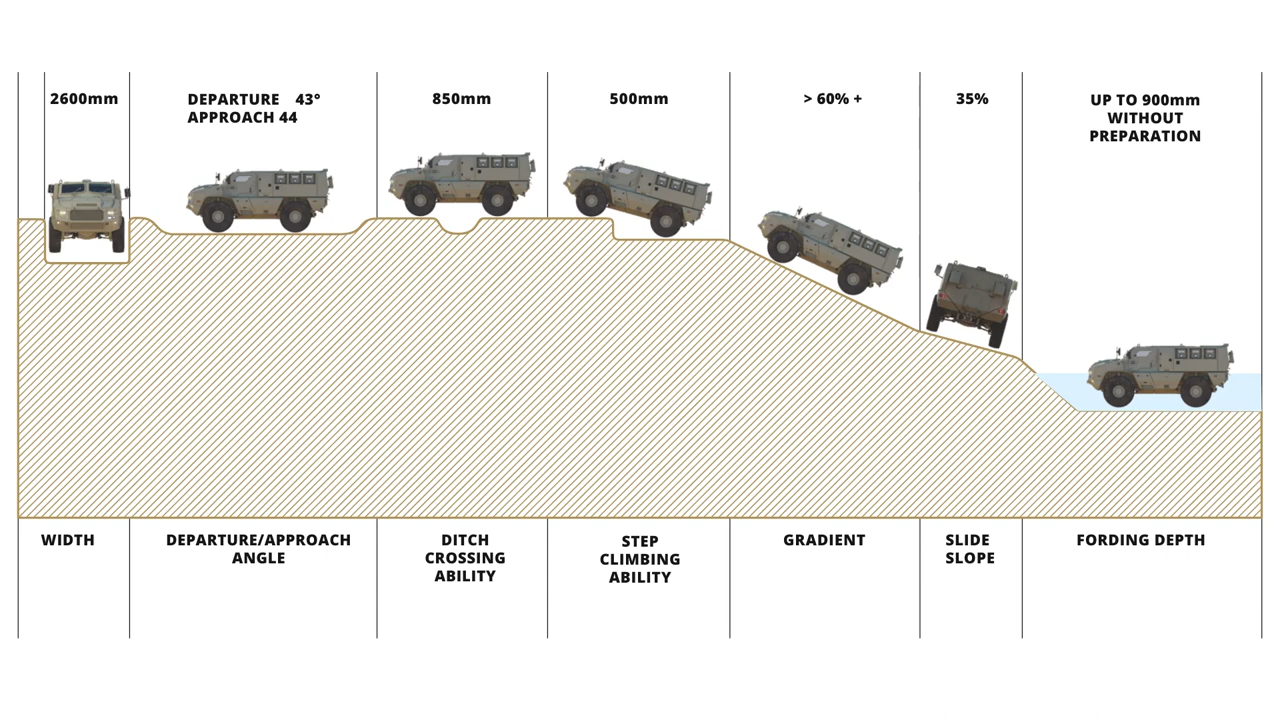 2600mm
DEPARTURE 43°
APPROACH 44
850mm
500mm
> 60% +
35%
UP TO 900mm
WITHOUT
PREPARATION
WIDTH
DEPARTURE/APPROACH
ANGLE
DITCH
CROSSING
ABILITY
STEP
CLIMBING
ABILITY
GRADIENT
SLIDE
SLOPE
FORDING DEPTH